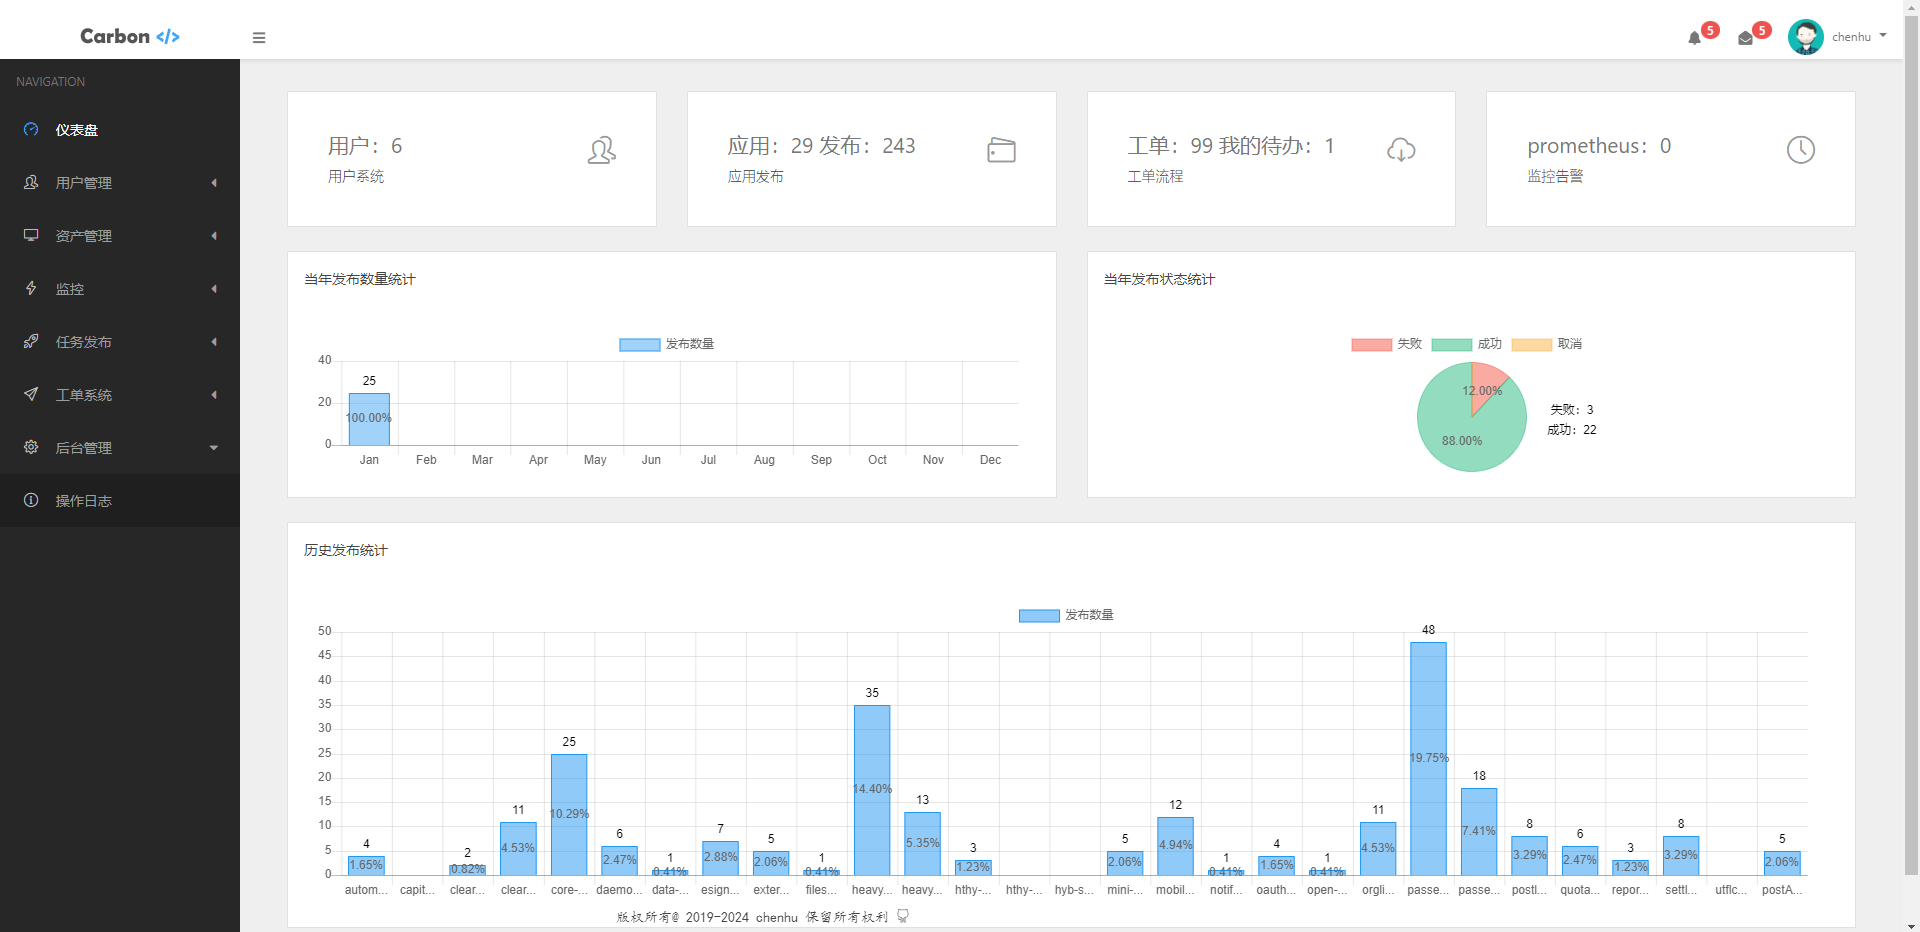 Carbon </>
5
5
chenhu
NAVIGATION
仪表盘
用户管理
资产管理
监控
任务发布
工单系统
后台管理
操作日志
用户：6
用户系统
应用：29 发布：243
应用发布
工单：99 我的待办：1
工单流程
prometheus：0
监控告警
当年发布数量统计
发布数量
40
20
0
25
100.00%
Jan Feb Mar Apr May Jun Jul Aug Sep Oct Nov Dec
当年发布状态统计
失败 成功 取消
12.00%
88.00%
失败：3
成功：22
历史发布统计
发布数量
50
45
40
35
30
25
20
15
10
5
0
4 2 11 25 6 1 7 5 1 35 13 3 5 12 1 4 1 11 48 18 8 6 3 8 5
1.65% 0.82% 4.53% 10.29% 2.47% 0.41% 2.88% 2.06% 0.41% 14.40% 5.35% 1.23% 2.06% 4.94% 0.41% 1.65% 0.41% 4.53% 19.75% 7.41% 3.29% 2.47% 1.23% 3.29% 2.06%
autom... capit... clear... clear... core-... daemo... data-... esign... exter... files... heavy... heavy... hthy-... hthy-... hyb-s... mini-... mobil... notif... oauth... open-... orgli... passe... passe... postl... quota... repor... settl... utflc... postA...
版权所有@ 2019-2024 chenhu 保留所有权利